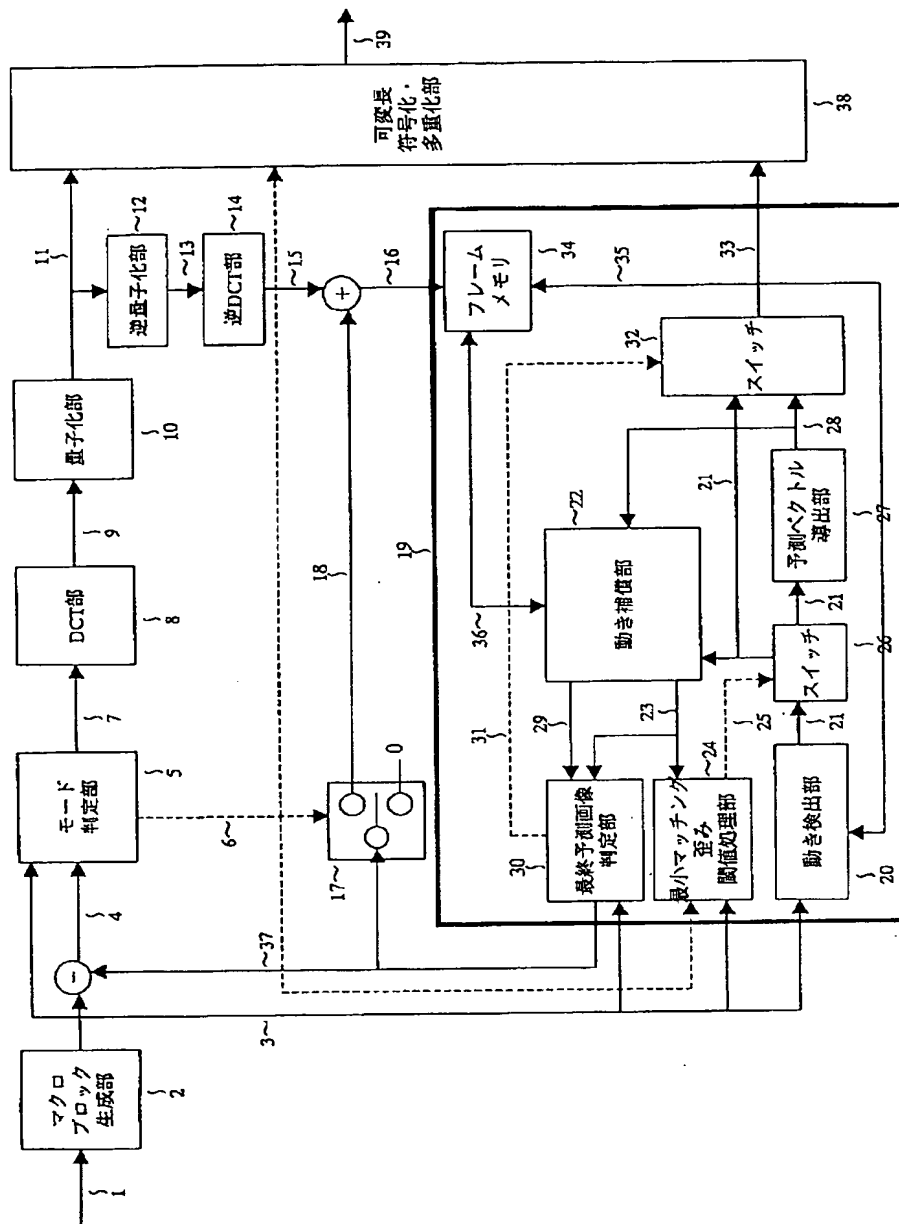 1
マクロ
ブロック
生成部
2
3
4
モード
判定部
5
6
7
DCT部
8
9
量子化部
10
11
逆量子化部
12
13
逆DCT部
14
15
+
16
17
0
18
-
37
可変長
符号化・
多重化部
38
39
19
フレーム
メモリ
34
35
33
32
スイッチ
31
36
動き補償部
22
21
28
29
23
最終予測画像
判定部
30
最小マッチング
歪み
閾値処理部
24
25
動き検出部
20
21
スイッチ
26
21
予測ベクトル
導出部
27